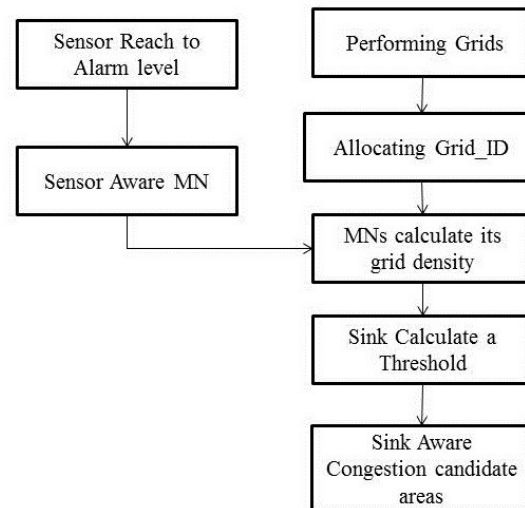 Sensor Reach to
Alarm level
Sensor Aware MN
Performing Grids
Allocating Grid_ID
MNs calculate its
grid density
Sink Calculate a
Threshold
Sink Aware
Congestion candidate
areas